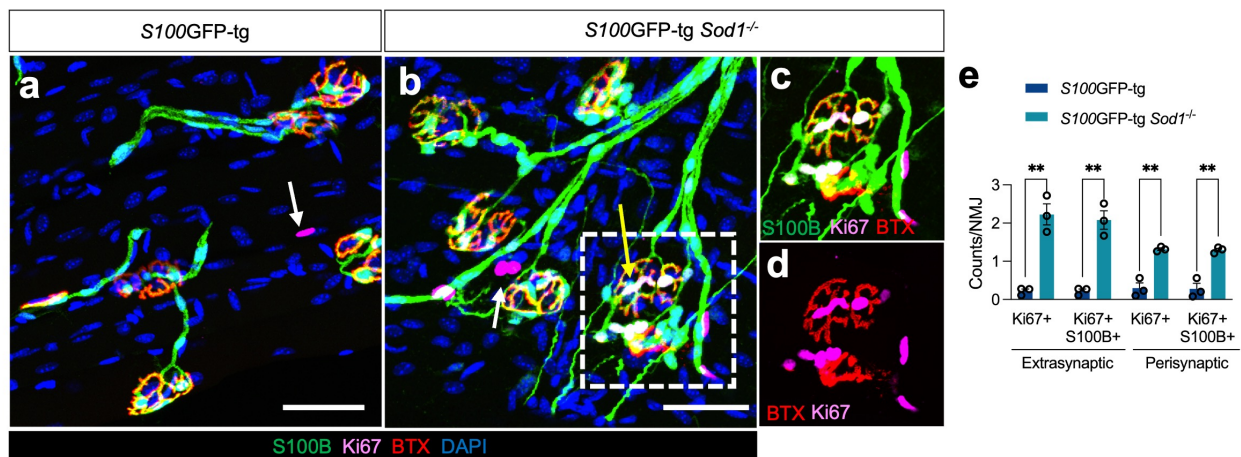 S100GFP-tg
S100GFP-tg Sod1-/-
a
b
c
S100B Ki67 BTX
d
BTX Ki67
S100B Ki67 BTX DAPI
e
S100GFP-tg
S100GFP-tg Sod1-/-
** ** ** **
Counts/NMJ
3
2
1
0
Ki67+ Ki67+ Ki67+ Ki67+
S100B+ S100B+
Extrasynaptic Perisynaptic